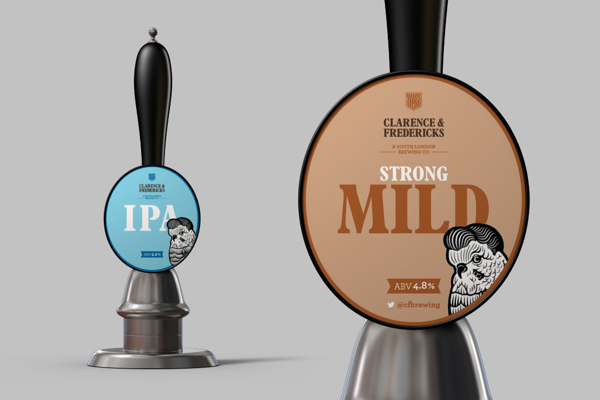 CLARENCE &
FREDERICKS
IPA
CLARENCE &
FREDERICKS
A SOUTH LONDON
BREWING CO
STRONG
MILD
ABV 4.8%
@cfbrewing